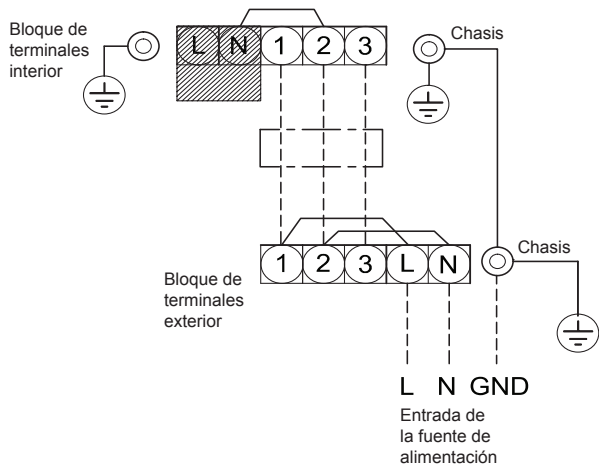 Bloque de
terminales
interior
L N 1 2 3
Chasis
Bloque de
terminales
exterior
1 2 3 L N
Chasis
L N GND
Entrada de
la fuente de
alimentación